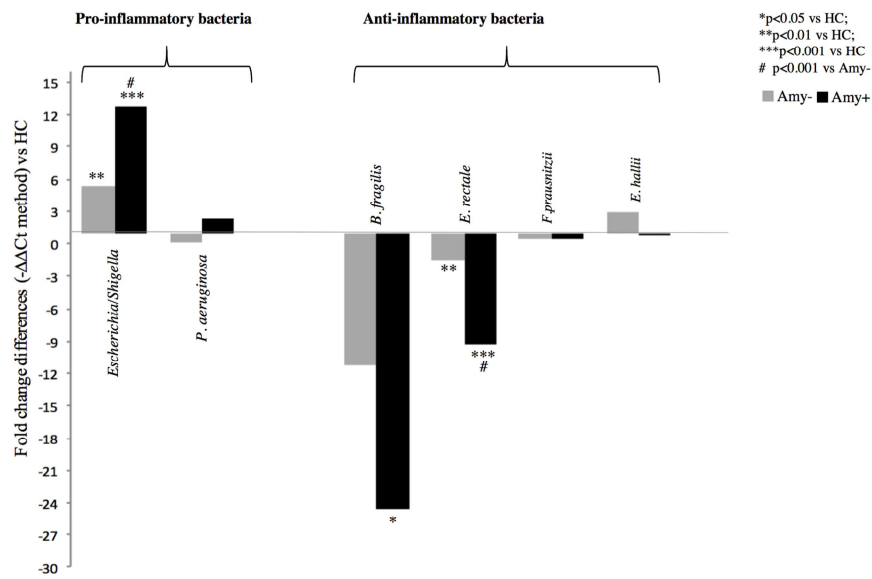 Pro-inflammatory bacteria
Anti-inflammatory bacteria
*p<0.05 vs HC;
**p<0.01 vs HC;
***p<0.001 vs HC
# p<0.001 vs Amy-
Amy- Amy+
Fold change differences (-ΔΔCt method) vs HC
15
12
9
6
3
0
-3
-6
-9
-12
-15
-18
-21
-24
-27
-30
**
#
***
Escherichia/Shigella
P. aeruginosa
B. fragilis
*
E. rectale
**
***
#
F.prausnitzii
E. hallii